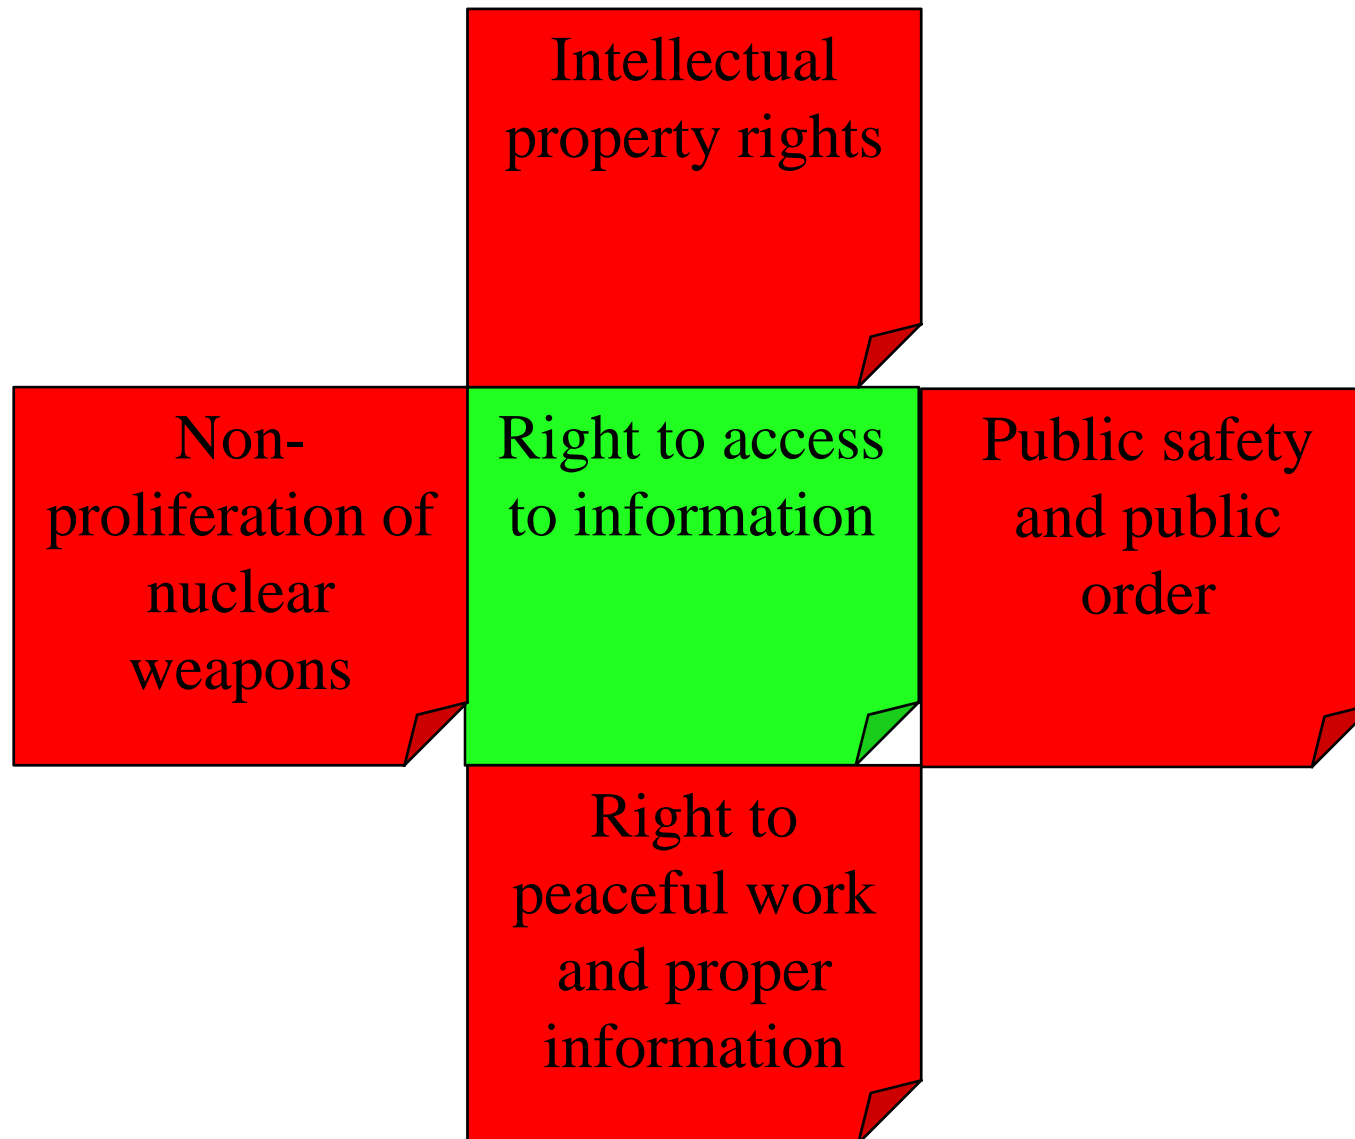 Intellectual
property rights
Non-
proliferation of
nuclear
weapons
Right to access
to information
Public safety
and public
order
Right to
peaceful work
and proper
information